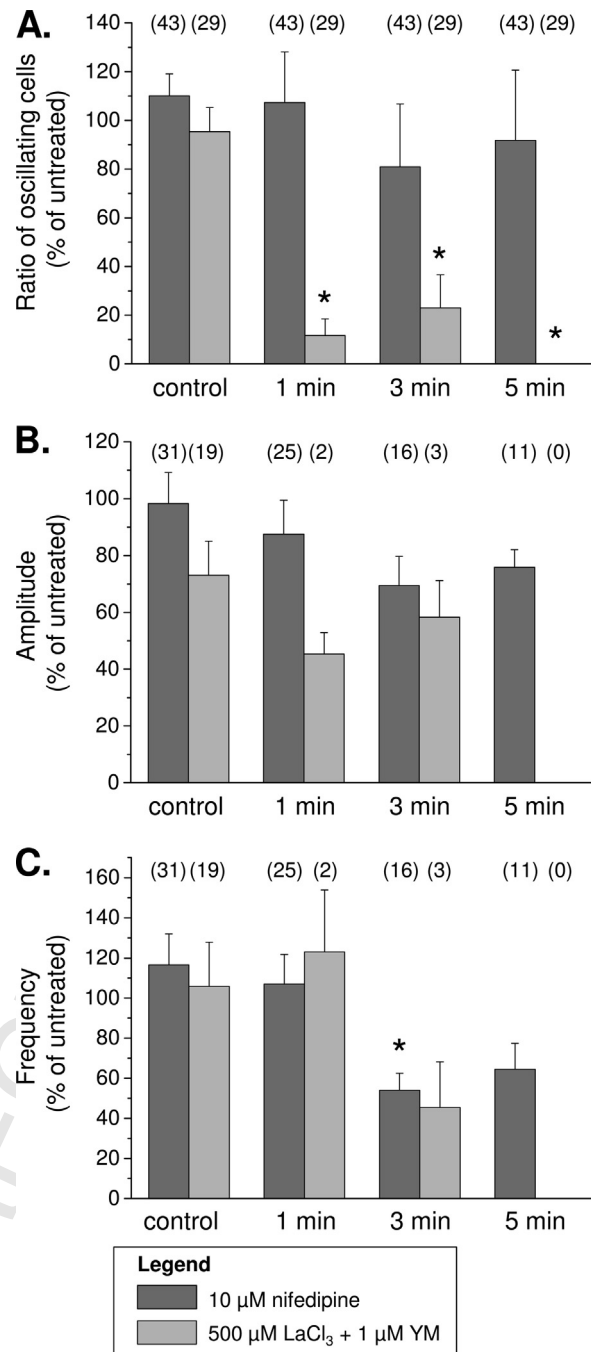 A.
(43) (29) (43) (29) (43) (29) (43) (29)
Ratio of oscillating cells
(% of untreated)
140
120
100
80
60
40
20
0
*
*
*
control 1 min 3 min 5 min
B.
(31)(19) (25) (2) (16) (3) (11) (0)
Amplitude
(% of untreated)
120
100
80
60
40
20
0
control 1 min 3 min 5 min
C.
(31) (19) (25) (2) (16) (3) (11) (0)
Frequency
(% of untreated)
160
140
120
100
80
60
40
20
0
*
control 1 min 3 min 5 min
Legend
10 µM nifedipine
500 µM LaCl₃ + 1 µM YM